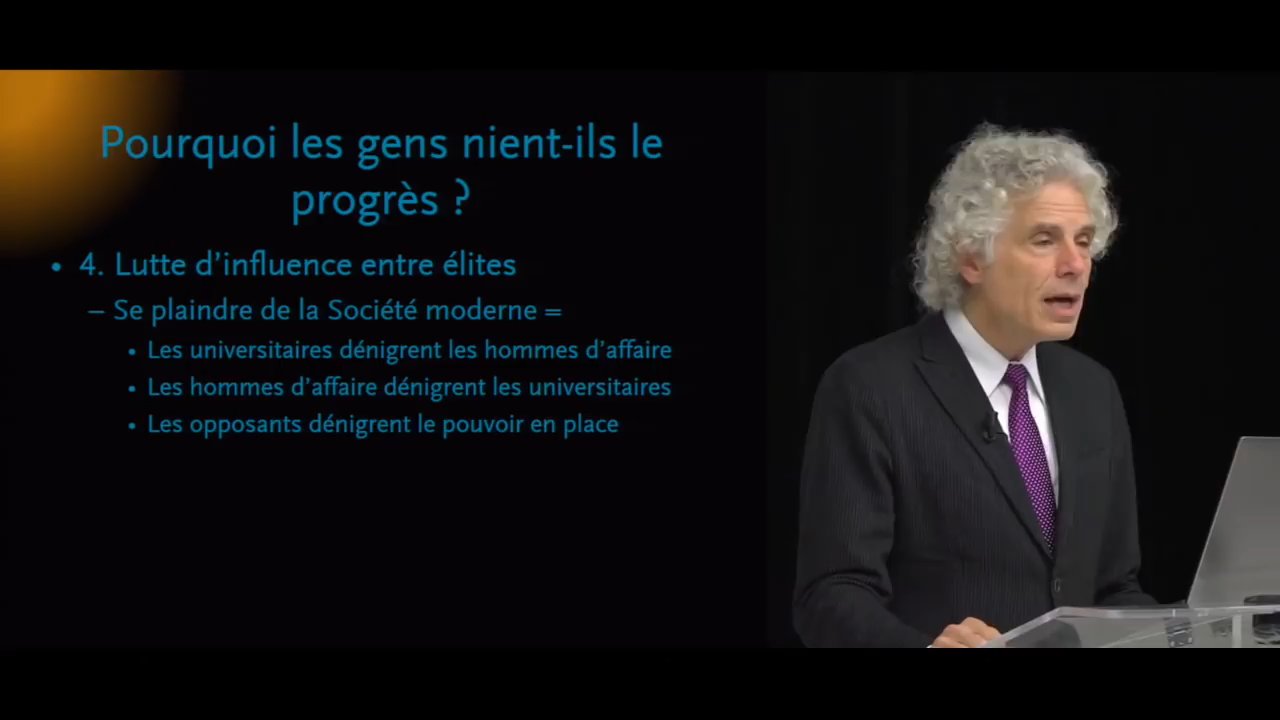 Pourquoi les gens nient-ils le
progrès ?
• 4. Lutte d’influence entre élites
– Se plaindre de la Société moderne =
• Les universitaires dénigrent les hommes d’affaire
• Les hommes d’affaire dénigrent les universitaires
• Les opposants dénigrent le pouvoir en place